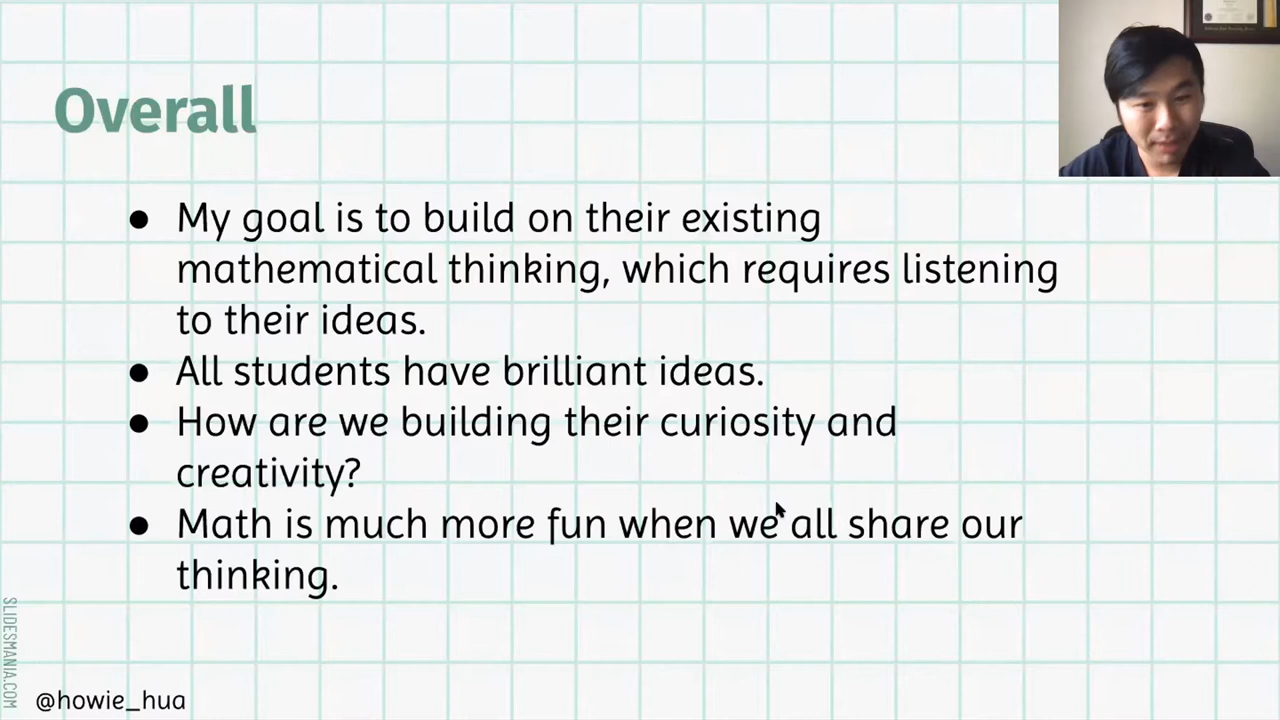 Overall
● My goal is to build on their existing
mathematical thinking, which requires listening
to their ideas.
● All students have brilliant ideas.
● How are we building their curiosity and
creativity?
● Math is much more fun when we all share our
thinking.
SLIDESMANIA.COM
@howie_hua